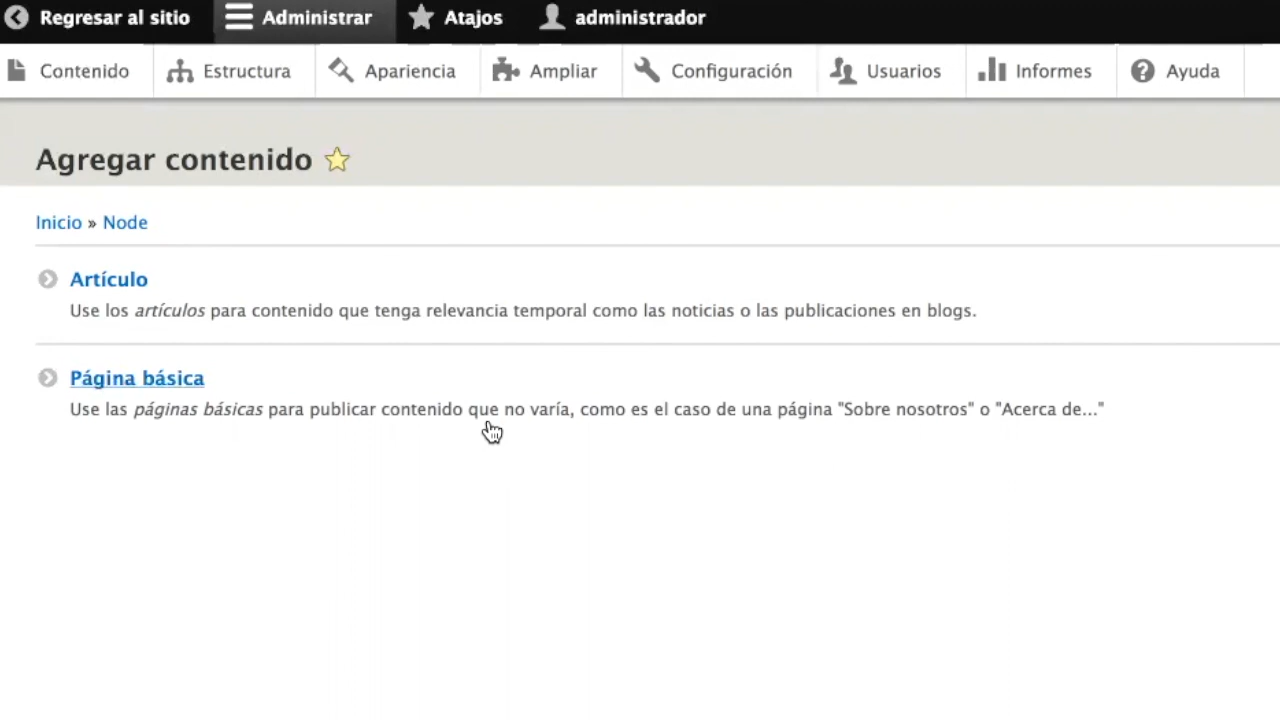 Regresar al sitio Administrar Atajos administrador
Contenido Estructura Apariencia Ampliar Configuración Usuarios Informes Ayuda
Agregar contenido
Inicio » Node
Artículo
Use los artículos para contenido que tenga relevancia temporal como las noticias o las publicaciones en blogs.
Página básica
Use las páginas básicas para publicar contenido que no varía, como es el caso de una página "Sobre nosotros" o "Acerca de..."